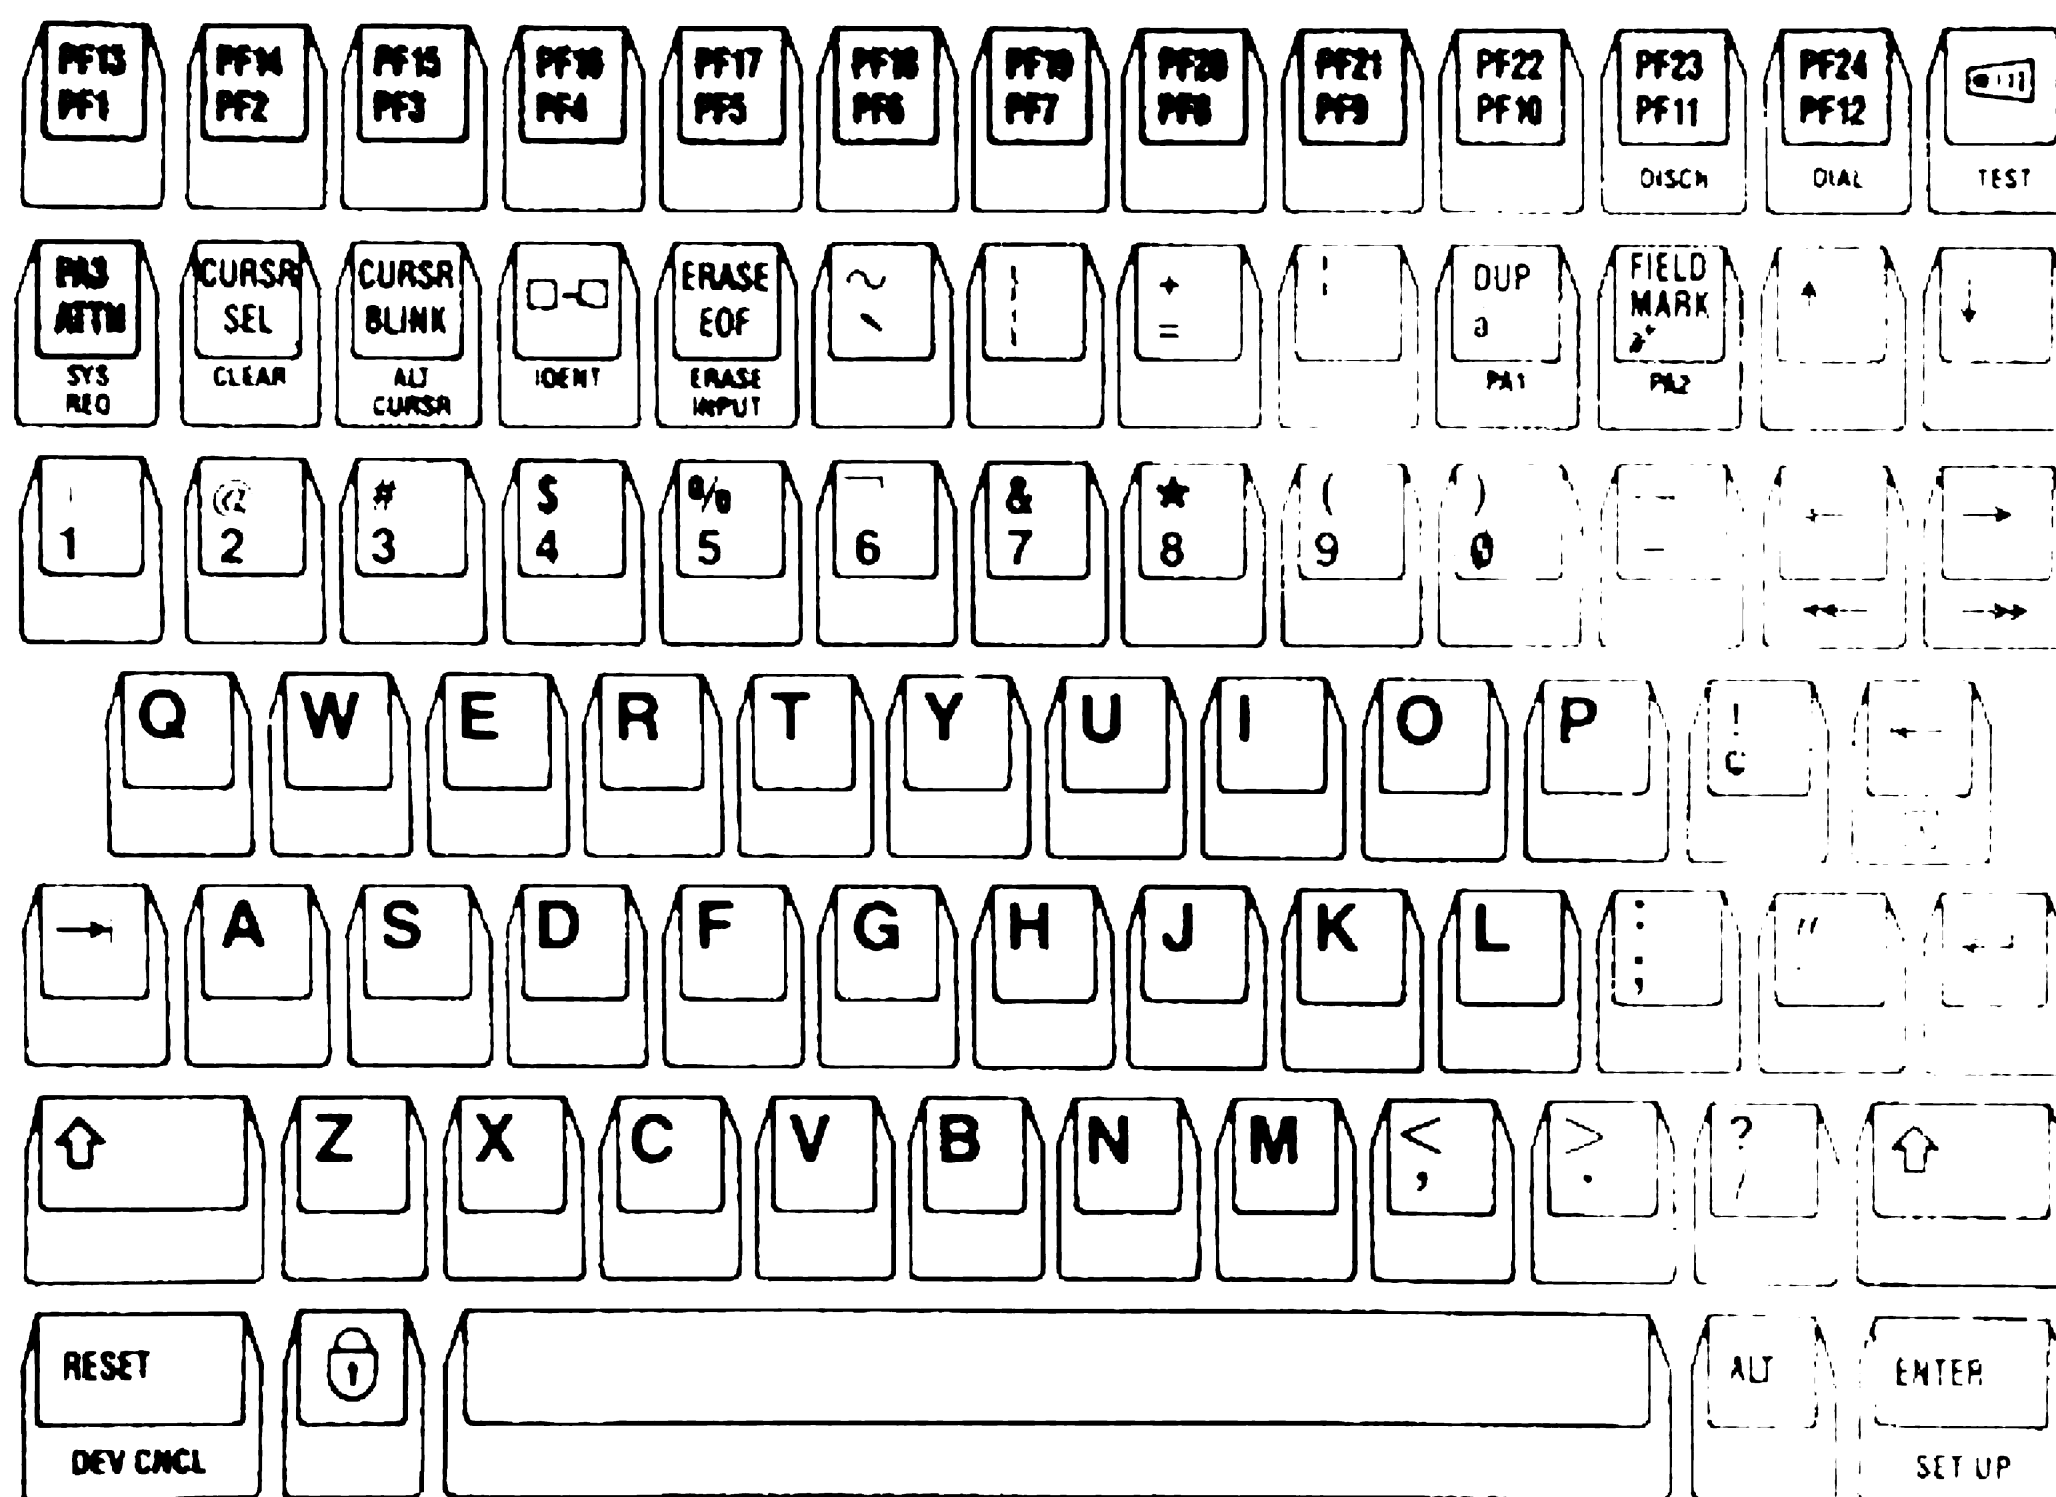 PF13 PF14 PF15 PF16 PF17 PF18 PF19 PF20 PF21 PF22 PF23 PF24
PF1 PF2 PF3 PF4 PF5 PF6 PF7 PF8 PF9 PF10 PF11 PF12
DISCN DIAL TEST
PA3 CURSR CURSR ERASE ~ ¦ + ¦ DUP FIELD ↑ ↓
ATTN SEL BLINK EOF ` = a MARK
SYS CLEAR ALT IDENT ERASE PA1 PA2
REQ CURSR INPUT
@ # $ % ¬ & * ( ) — ← →
1 2 3 4 5 6 7 8 9 0 –
Q W E R T Y U I O P ! ←
¢
→| A S D F G H J K L : " ↵
;
⇧ Z X C V B N M < > ? ⇧
, . /
RESET ALT ENTER
DEV CNCL SET UP